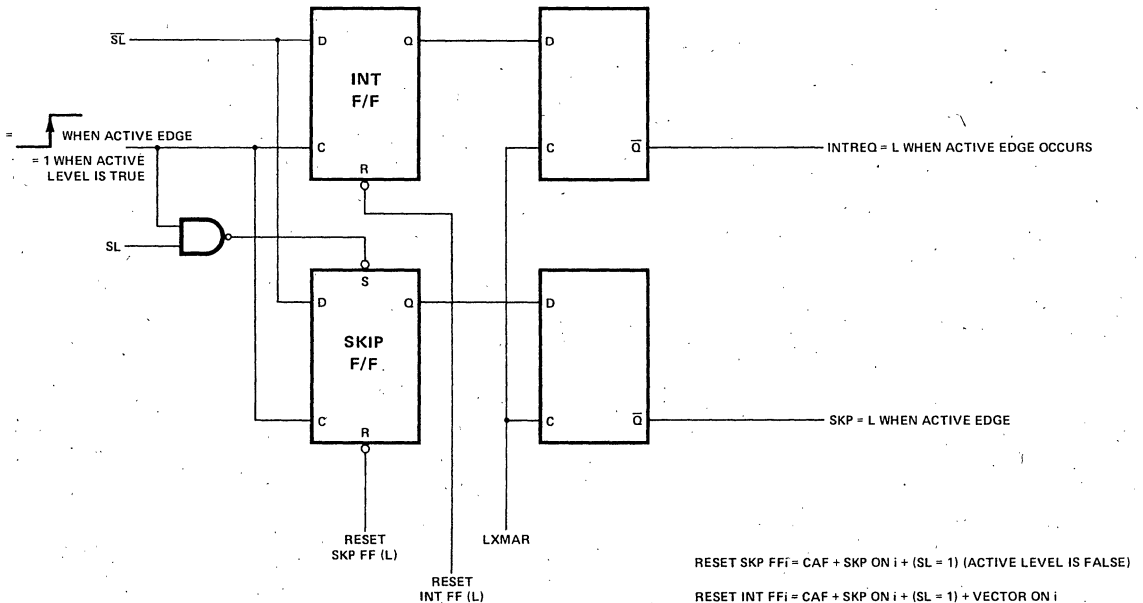 S̅L̅
D
Q
D
INT
F/F
=
WHEN ACTIVE EDGE
= 1 WHEN ACTIVE
LEVEL IS TRUE
C
C
Q̅
INTREQ = L WHEN ACTIVE EDGE OCCURS
R
SL
S
D
Q
D
SKIP
F/F
C
C
Q̅
SKP = L WHEN ACTIVE EDGE
R
RESET
SKP FF (L)
LXMAR
RESET
INT FF (L)
RESET SKP FFi = CAF + SKP ON i + (SL = 1) (ACTIVE LEVEL IS FALSE)
RESET INT FFi = CAF + SKP ON i + (SL = 1) + VECTOR ON i